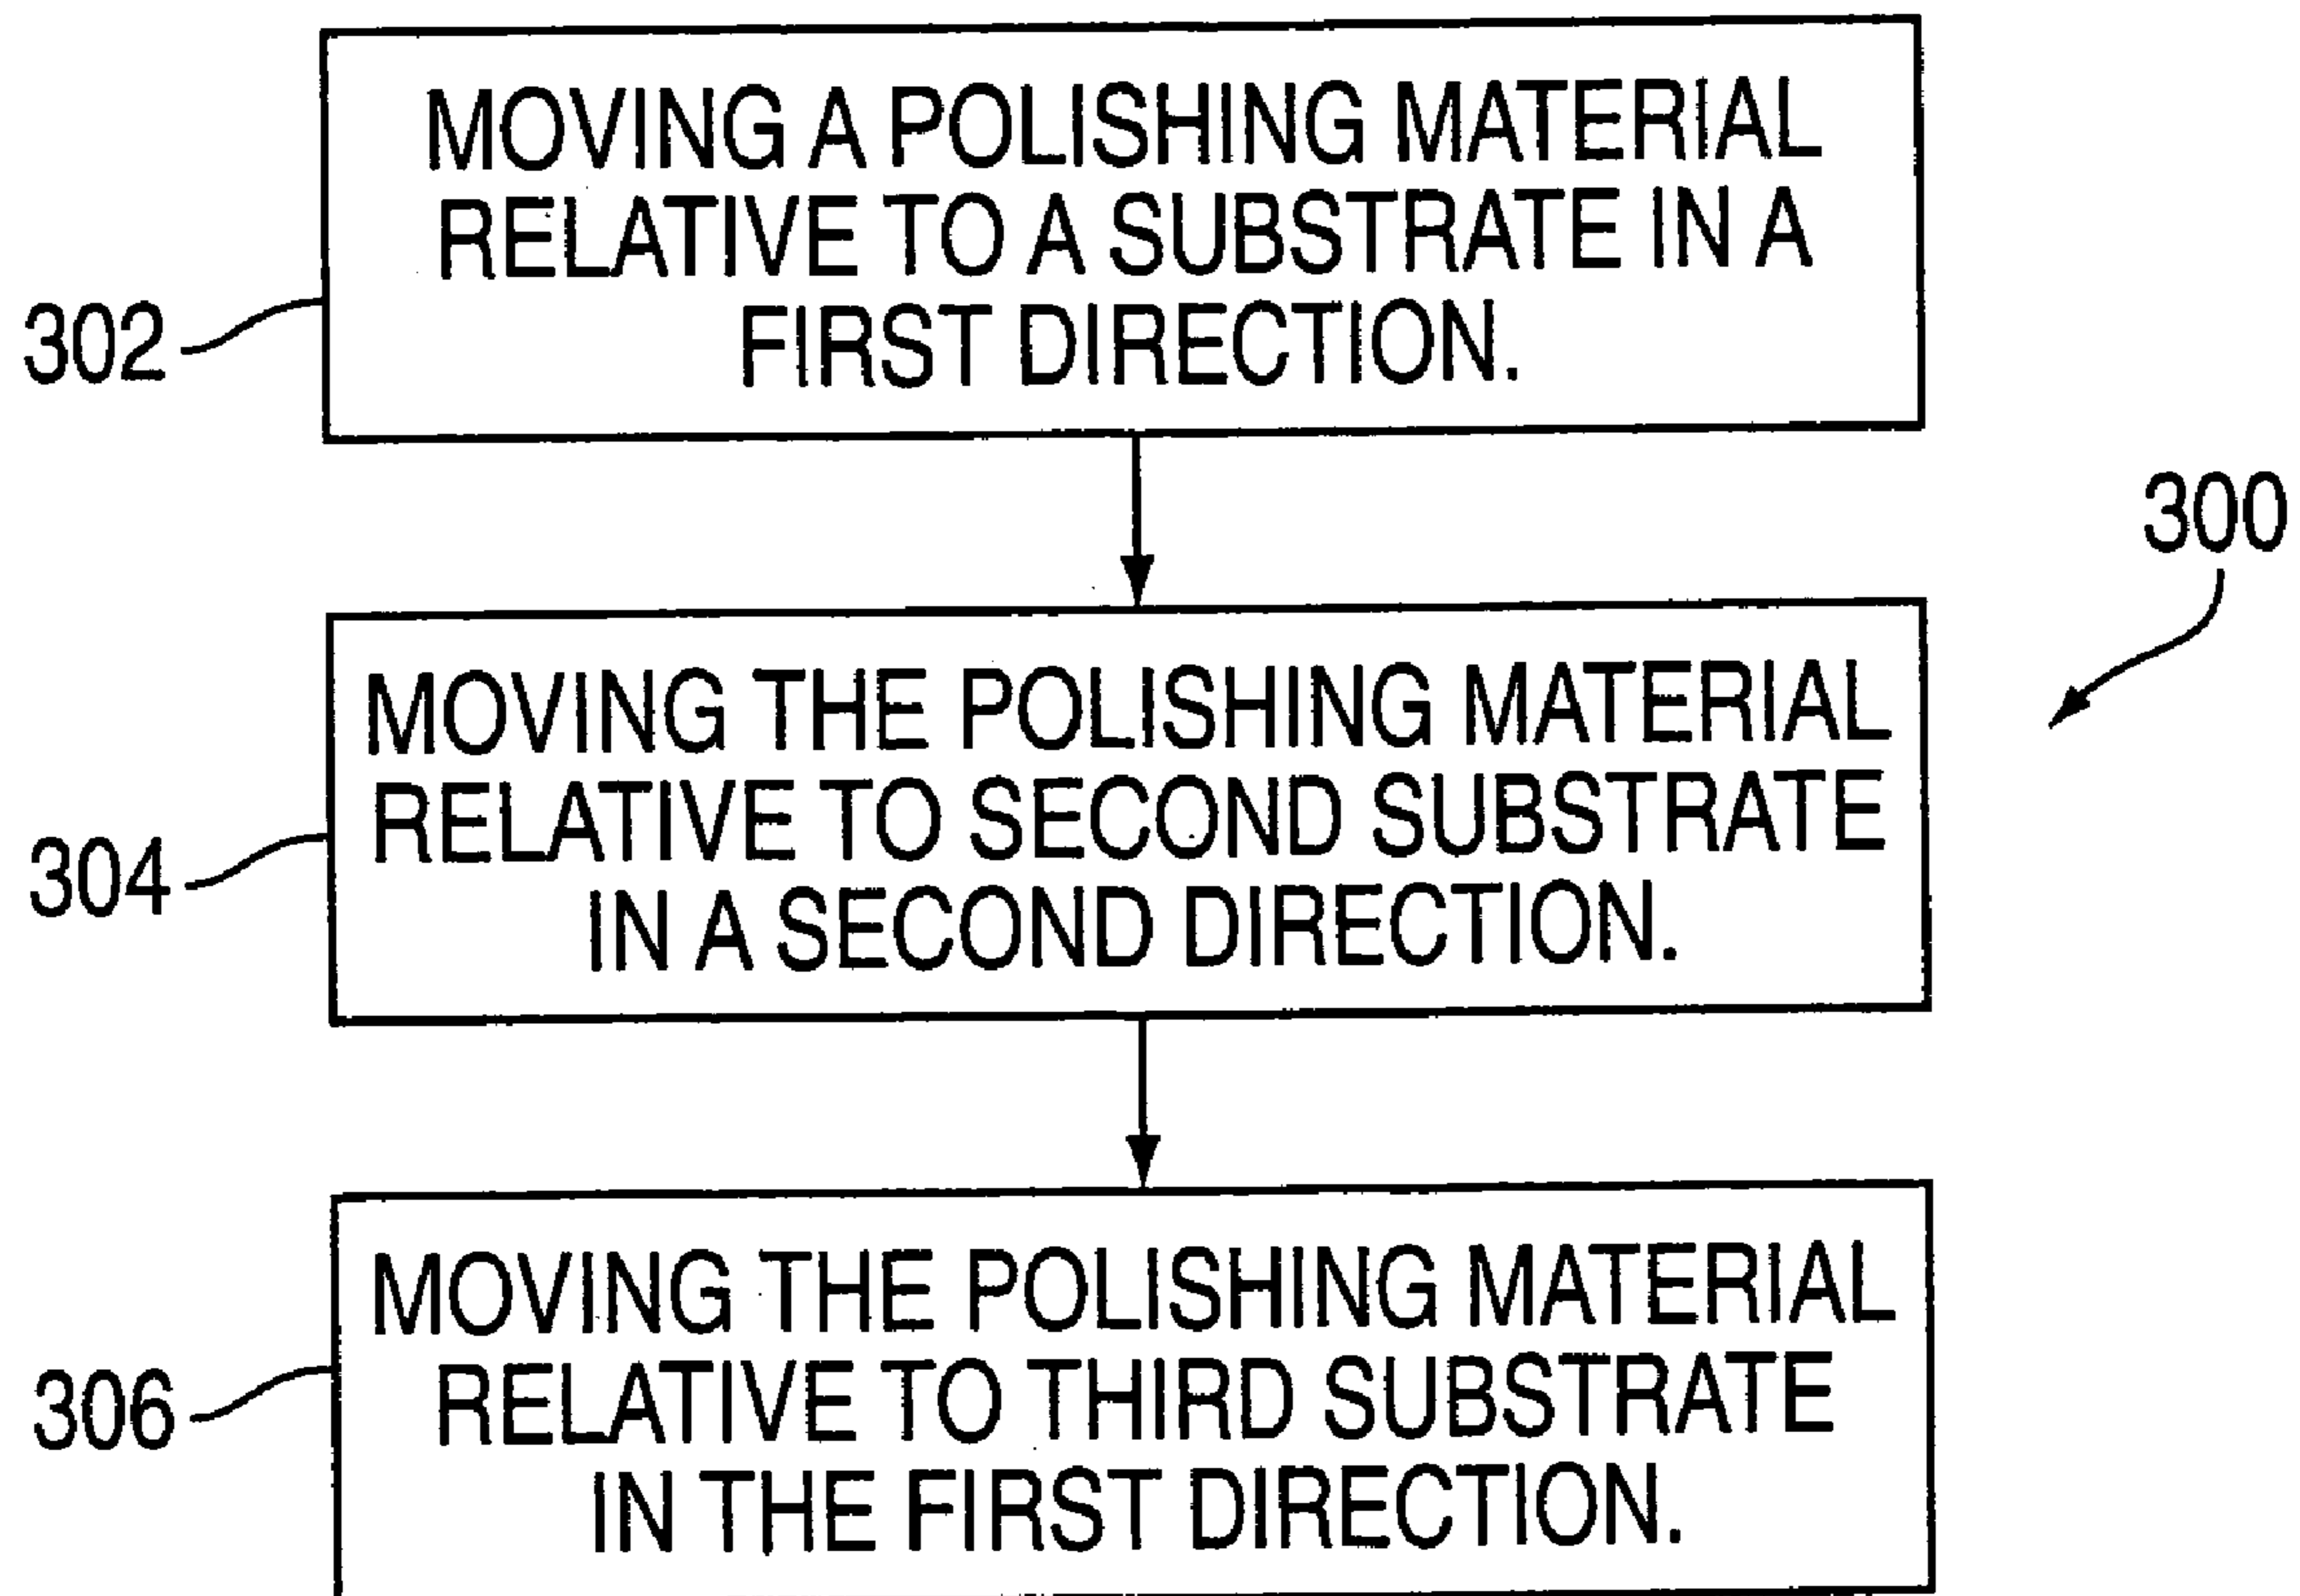 MOVING A POLISHING MATERIAL
RELATIVE TO A SUBSTRATE IN A
FIRST DIRECTION.
302
300
MOVING THE POLISHING MATERIAL
RELATIVE TO SECOND SUBSTRATE
IN A SECOND DIRECTION.
304
MOVING THE POLISHING MATERIAL
RELATIVE TO THIRD SUBSTRATE
IN THE FIRST DIRECTION.
306